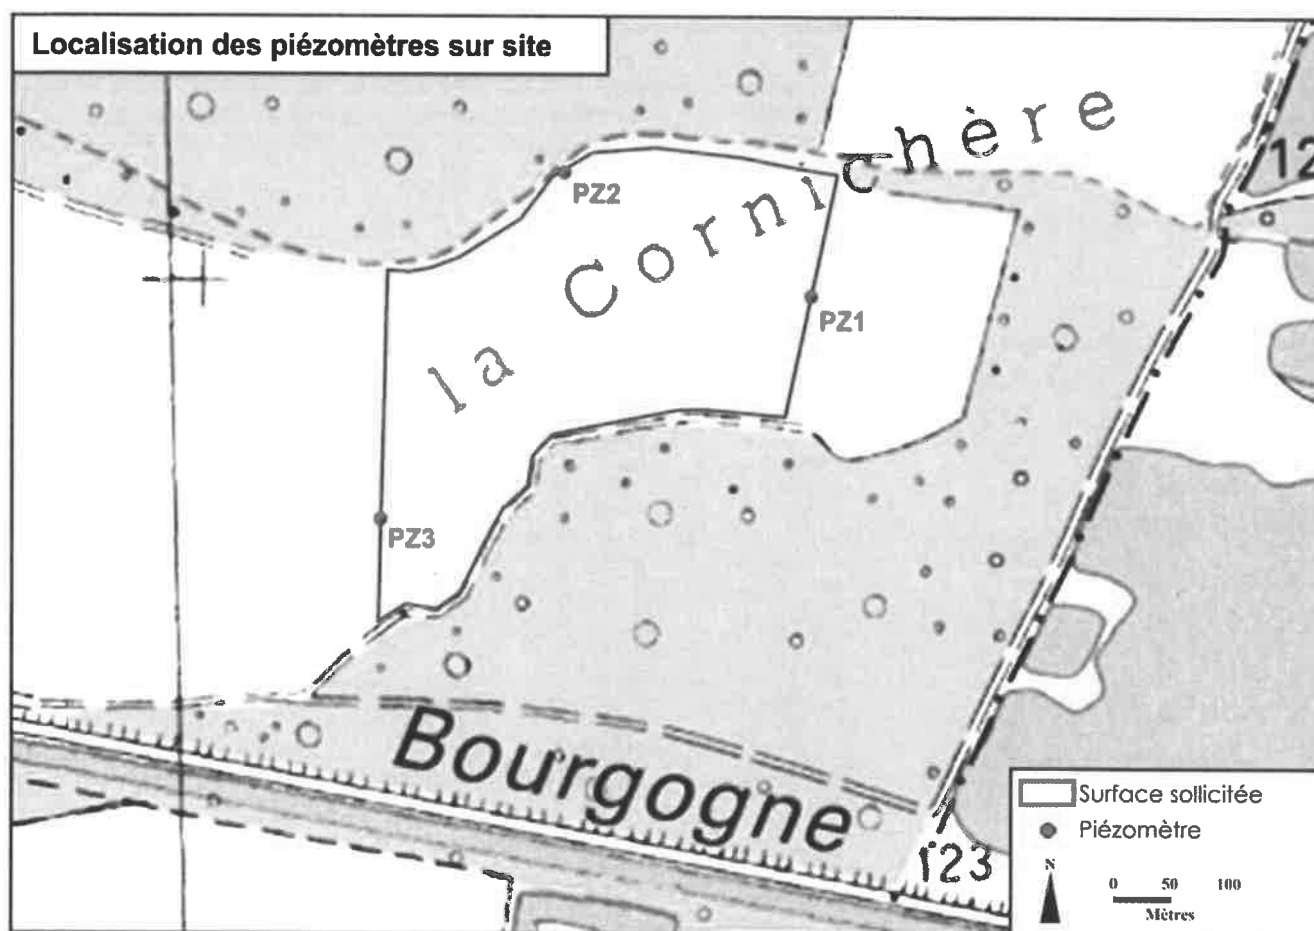 Localisation des piézomètres sur site
la Cornichère
12
PZ2
PZ1
PZ3
Bourgogne
123
Surface sollicitée
Piézomètre
N
0 50 100
Mètres